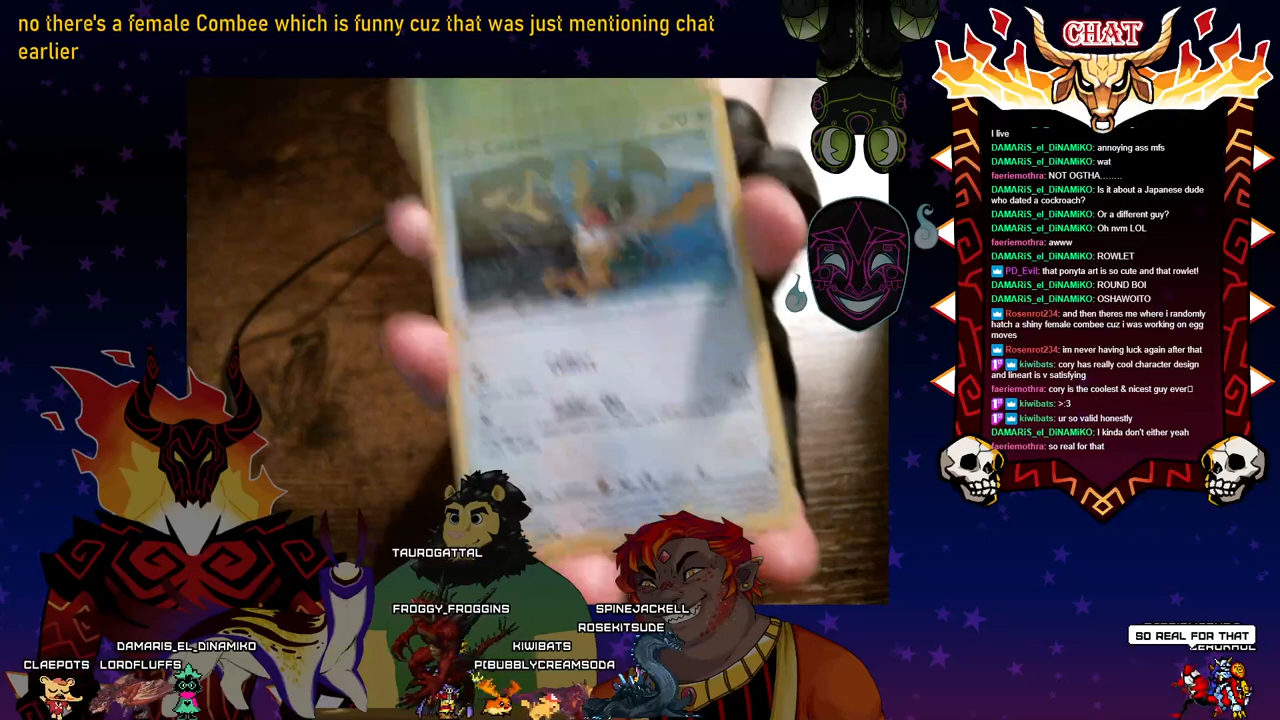 no there's a female Combee which is funny cuz that was just mentioning chat
earlier
CHAT
I live
DAMARiS_el_DiNAMiKO: annoying ass mfs
DAMARiS_el_DiNAMiKO: wat
faeriemothra: NOT OGTHA........
DAMARiS_el_DiNAMiKO: Is it about a Japanese dude
who dated a cockroach?
DAMARiS_el_DiNAMiKO: Or a different guy?
DAMARiS_el_DiNAMiKO: Oh nvm LOL
faeriemothra: awww
DAMARiS_el_DiNAMiKO: ROWLET
PD_Evil: that ponyta art is so cute and that rowlet!
DAMARiS_el_DiNAMiKO: ROUND BOI
DAMARiS_el_DiNAMiKO: OSHAWOITO
Rosenrot234: and then theres me where i randomly
hatch a shiny female combee cuz i was working on egg
moves
Rosenrot234: im never having luck again after that
kiwibats: cory has really cool character design
and lineart is v satisfying
faeriemothra: cory is the coolest & nicest guy ever
kiwibats: >:3
kiwibats: ur so valid honestly
DAMARiS_el_DiNAMiKO: I kinda don't either yeah
faeriemothra: so real for that
TAUROGATTAL
FROGGY_FROGGINS
SPINEJACKELL
ROSEKITSUDE
DAMARIS_EL_DINAMIKO
KIWIBATS
CLAEPOTS
LORDFLUFFS
PCBUBBLYCREAMSODA
SO REAL FOR THAT